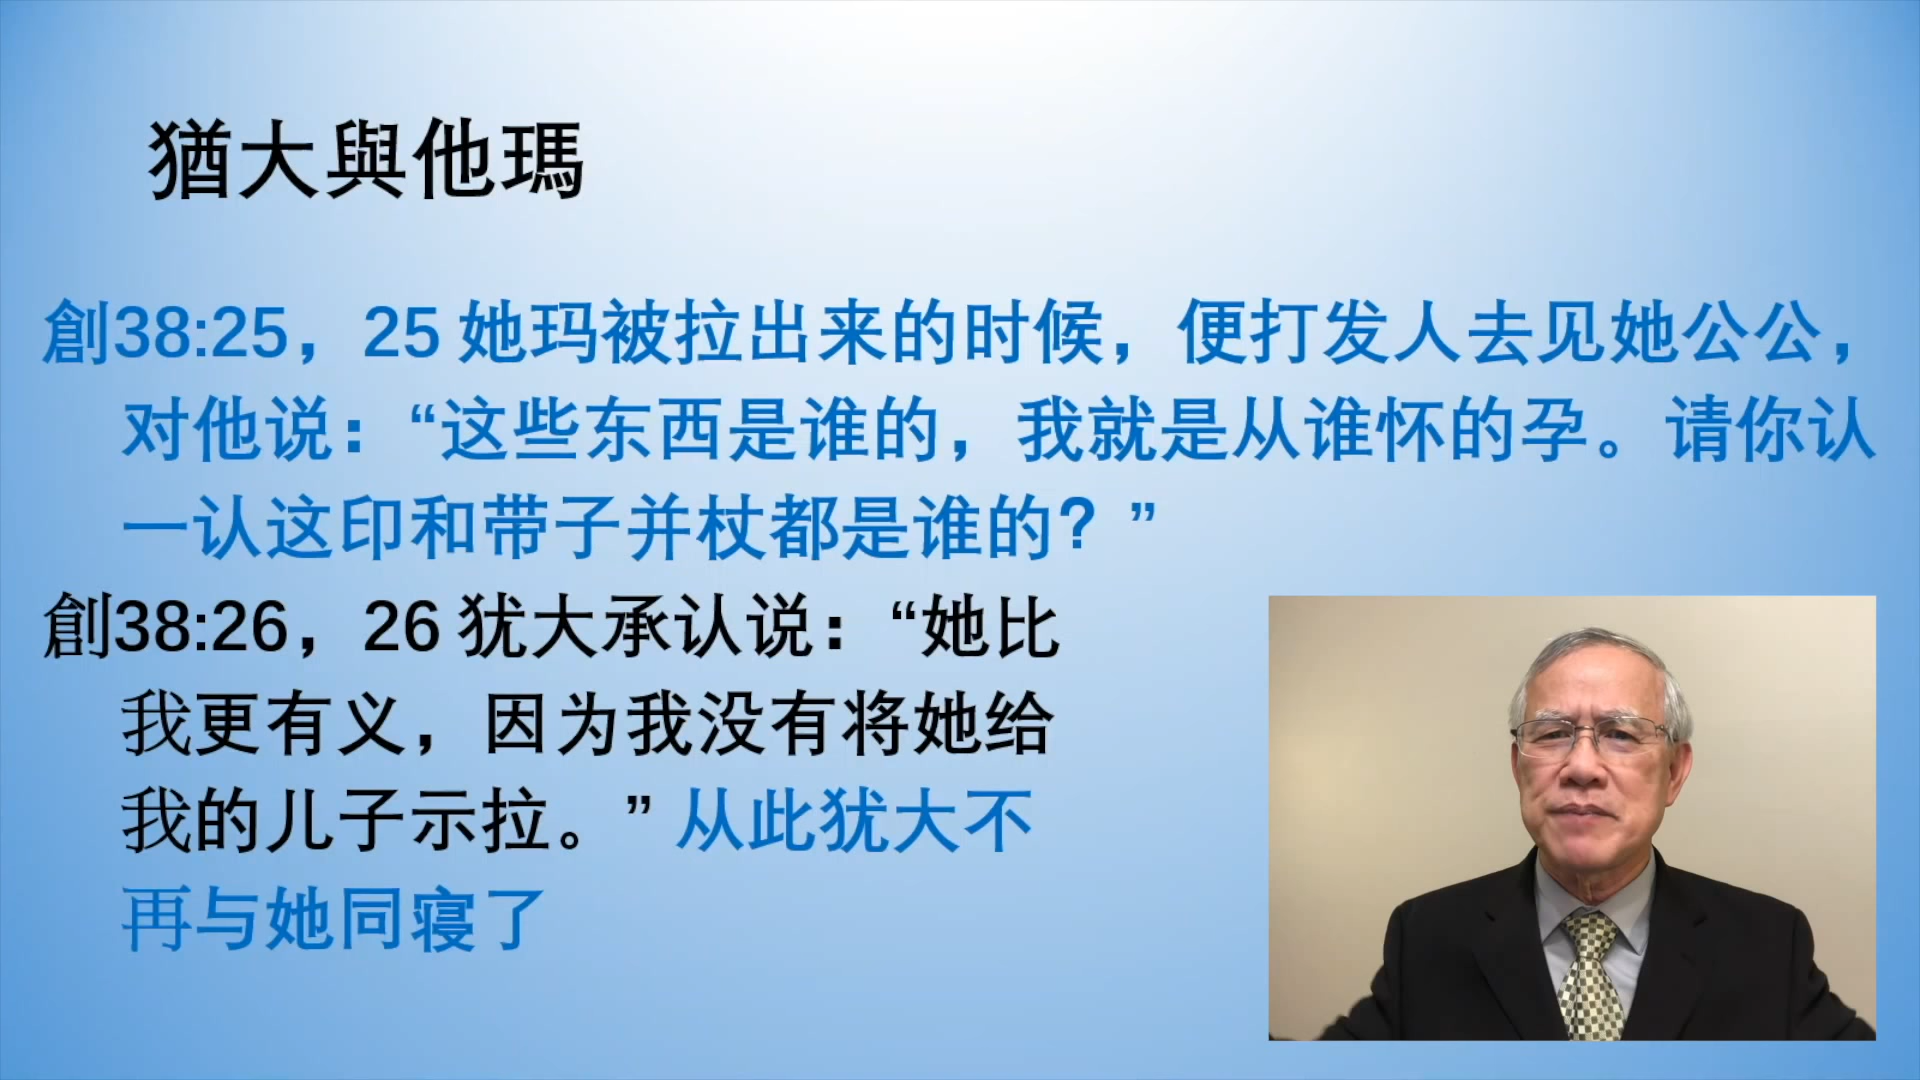 猶大與他瑪
創38:25，25 她玛被拉出来的时候，便打发人去见她公公，
对他说：“这些东西是谁的，我就是从谁怀的孕。请你认
一认这印和带子并杖都是谁的？”
創38:26，26 犹大承认说：“她比
我更有义，因为我没有将她给
我的儿子示拉。” 从此犹大不
再与她同寝了